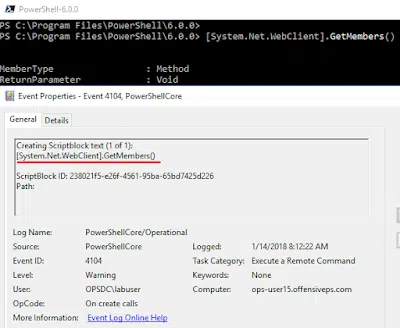 PowerShell-6.0.0
PS C:\Program Files\PowerShell\6.0.0>
PS C:\Program Files\PowerShell\6.0.0> [System.Net.WebClient].GetMembers()
MemberType : Method
ReturnParameter : Void
Event Properties - Event 4104, PowerShellCore
General Details
Creating Scriptblock text (1 of 1):
[System.Net.WebClient].GetMembers()
ScriptBlock ID: 238021f5-e26f-4561-95ba-65bd7425d226
Path:
Log Name: PowerShellCore/Operational
Source: PowerShellCore Logged: 1/14/2018 8:12:22 AM
Event ID: 4104 Task Category: Execute a Remote Command
Level: Warning Keywords: None
User: OPSDC\labuser Computer: ops-user15.offensiveps.com
OpCode: On create calls
More Information: Event Log Online Help